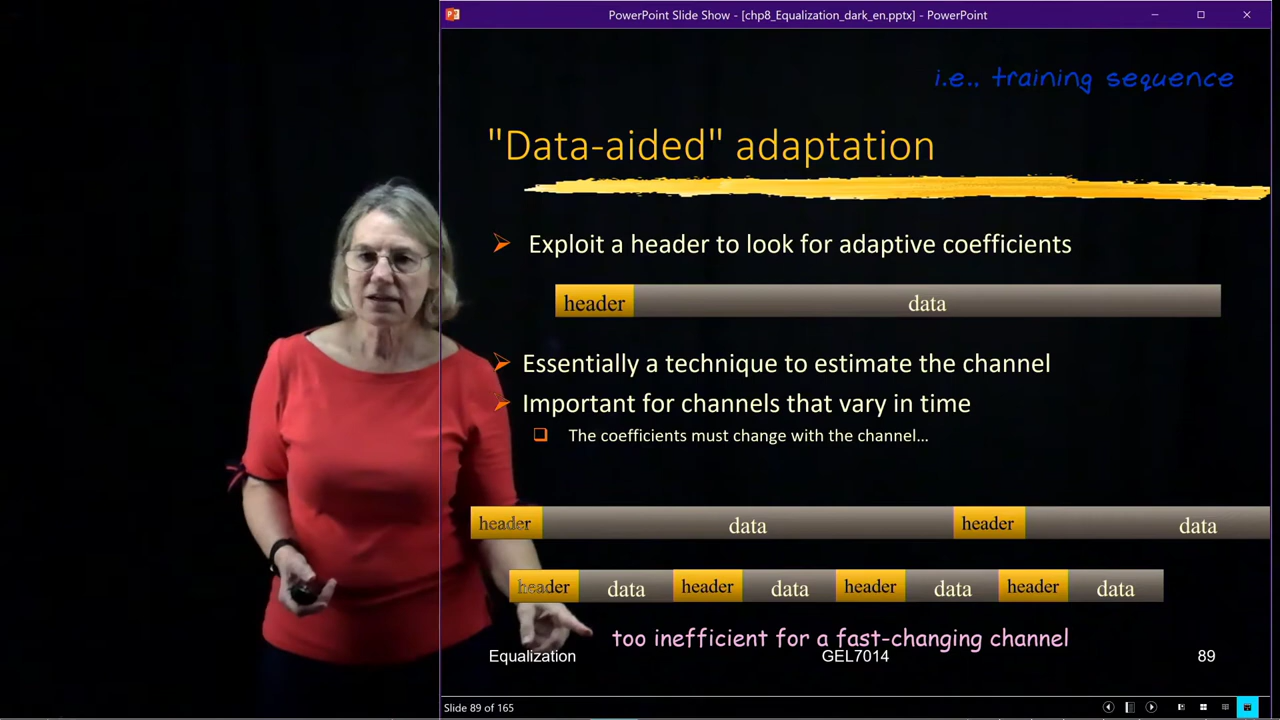 PowerPoint Slide Show - [chp8_Equalization_dark_en.pptx] - PowerPoint
i.e., training sequence
"Data-aided" adaptation
Exploit a header to look for adaptive coefficients
header data
Essentially a technique to estimate the channel
Important for channels that vary in time
The coefficients must change with the channel...
header data header data
header data header data header data header data
too inefficient for a fast-changing channel
Equalization GEL7014 89
Slide 89 of 165